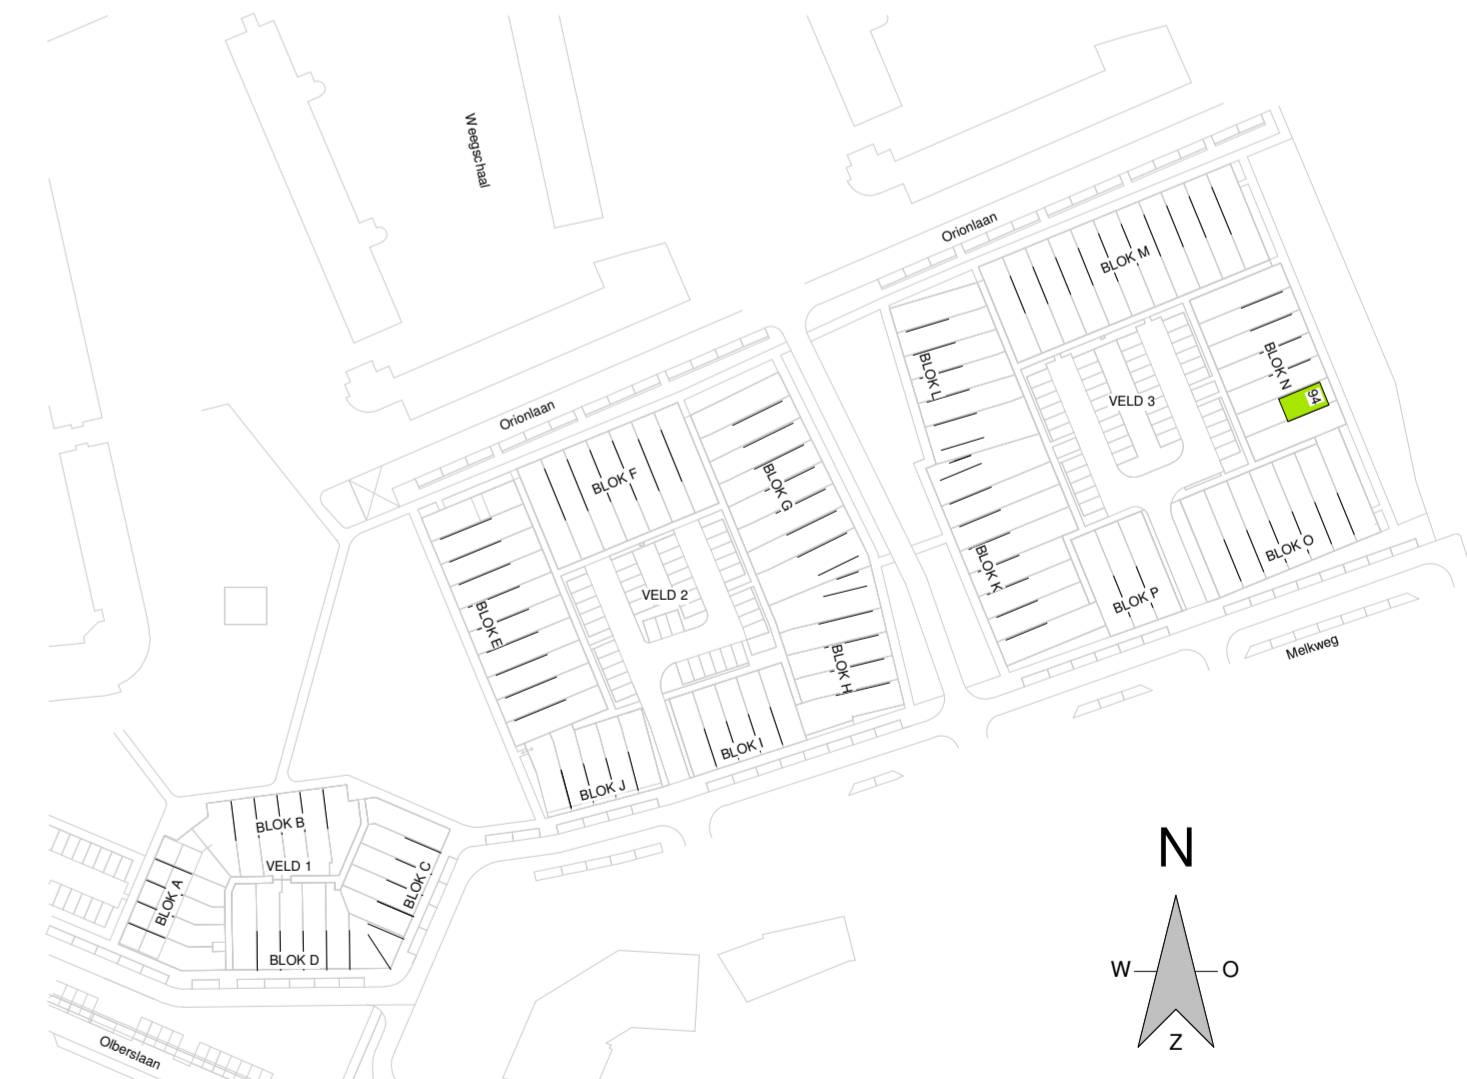 Weegschaal
Orionlaan
BLOK M
BLOK L
BLOK N
VELD 3
94
Orionlaan
BLOK F
BLOK G
BLOK K
BLOK O
BLOK P
VELD 2
BLOK E
BLOK H
Melkweg
BLOK I
BLOK J
BLOK B
VELD 1
BLOK C
BLOK A
BLOK D
Olberslaan
N
W
O
Z